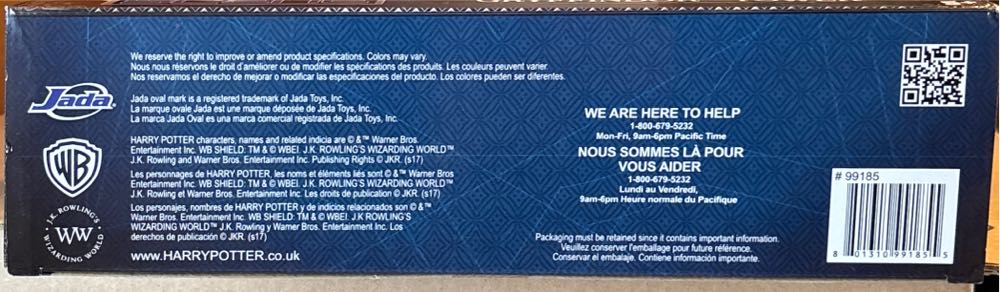 We reserve the right to improve or amend product specifications. Colors may vary.
Nous nous réservons le droit d'améliorer ou de modifier les spécifications des produits. Les couleurs peuvent varier.
Nos reservamos el derecho de mejorar o modificar las especificaciones del producto. Los colores pueden ser diferentes.
Jada
Jada oval mark is a registered trademark of Jada Toys, Inc.
La marque ovale Jada est une marque déposée de Jada Toys, Inc.
La marca Jada Oval es una marca comercial registrada de Jada Toys, Inc.
WB
HARRY POTTER characters, names and related indicia are © & ™ Warner Bros.
Entertainment Inc. WB SHIELD: TM & © WBEI. J.K. ROWLING'S WIZARDING WORLD™
J.K. Rowling and Warner Bros. Entertainment Inc. Publishing Rights © JKR. (s17)
Les personnages de HARRY POTTER, les noms et éléments liés sont © & ™ Warner Bros
Entertainment Inc. WB SHIELD: TM & © WBEI. J.K. ROWLING'S WIZARDING WORLD™
J.K. Rowling et Warner Bros. Entertainment Inc. Les droits de publication © JKR. (s17)
Los personajes, nombres de HARRY POTTER y de indicios relacionados son © & ™
Warner Bros. Entertainment Inc. WB SHIELD: TM & © WBEI. J.K ROWLING'S
WIZARDING WORLD™ J.K. Rowling y Warner Bros. Entertainment Inc. Los
derechos de publicación © JKR. (s17)
J.K. ROWLING'S
WW
WIZARDING WORLD
www.HARRYPOTTER.co.uk
WE ARE HERE TO HELP
1-800-679-5232
Mon-Fri, 9am-6pm Pacific Time
NOUS SOMMES LÀ POUR
VOUS AIDER
1-800-679-5232
Lundi au Vendredi,
9am-6pm Heure normale du Pacifique
Packaging must be retained since it contains important information.
Veuillez conserver l'emballage pour future référence.
Conservar el embalaje. Contiene información importante.
# 99185
8 01310 99185 5